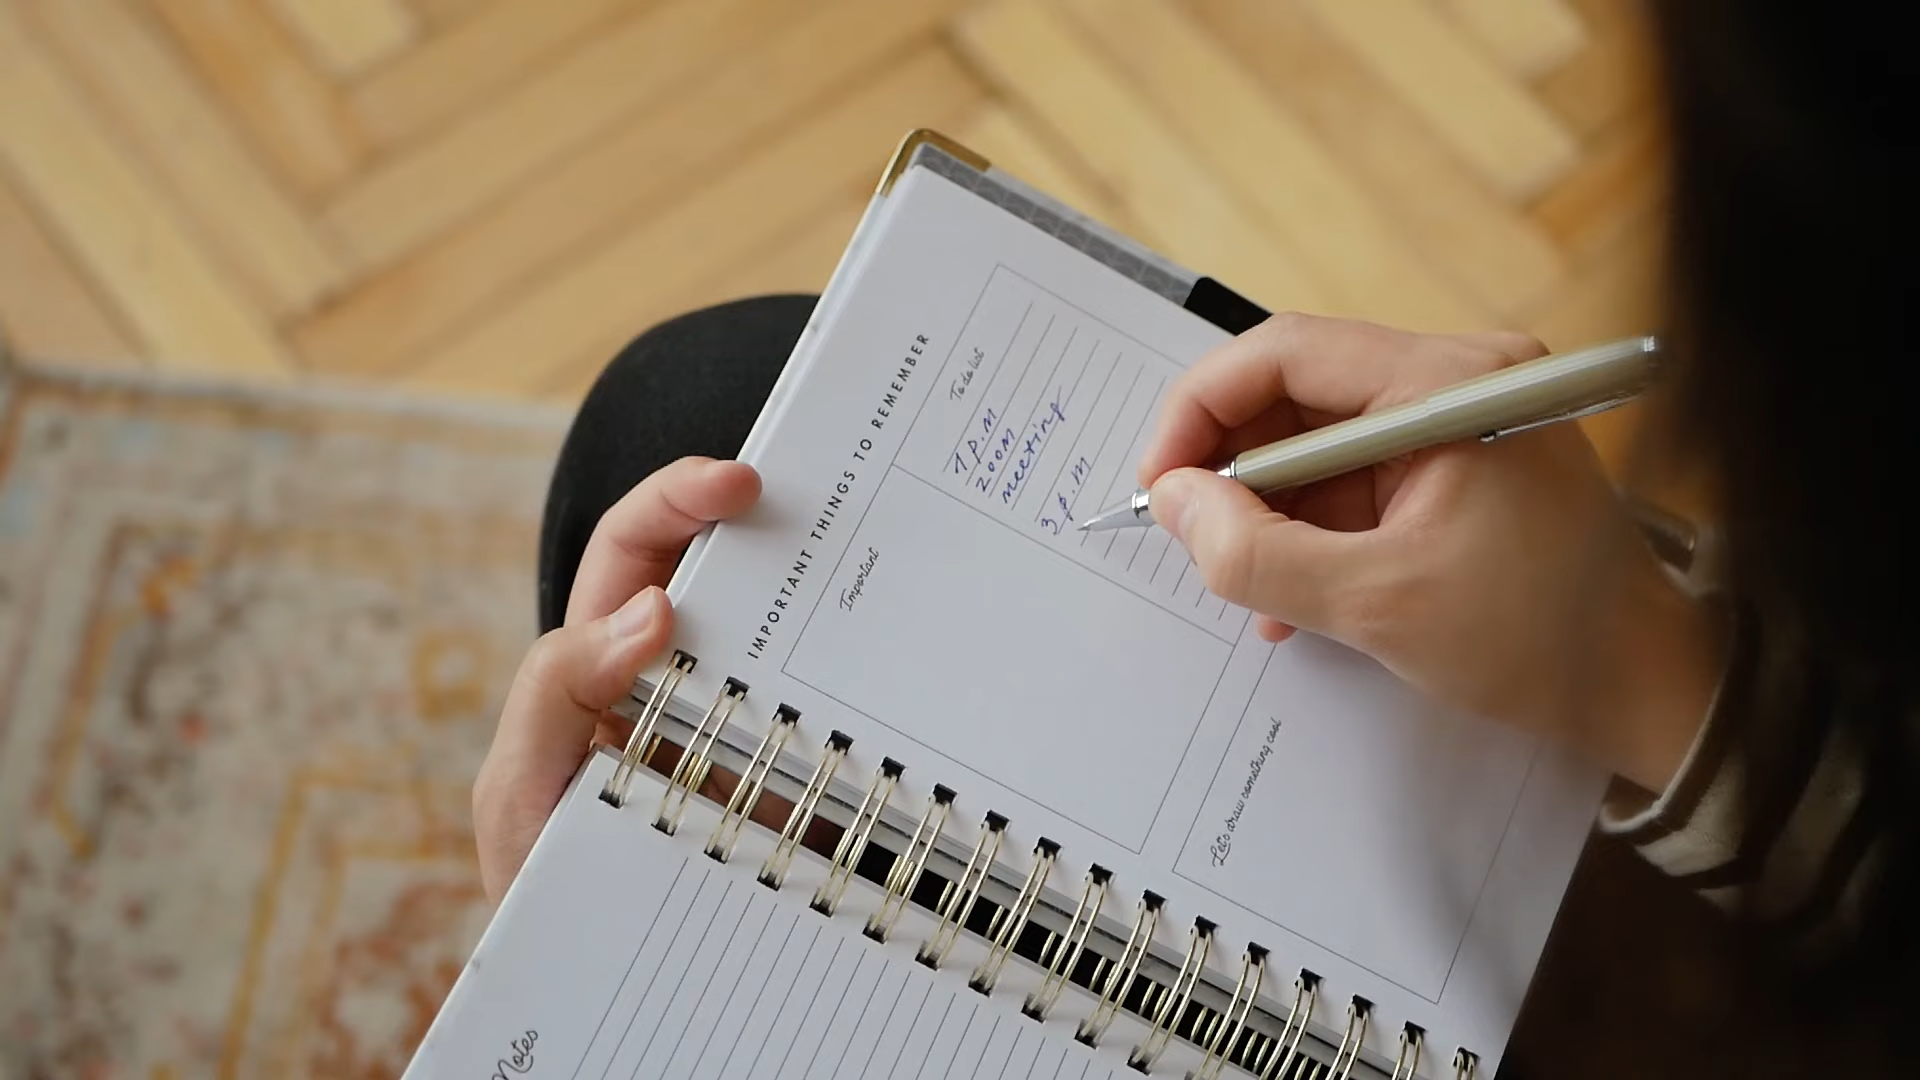 IMPORTANT THINGS TO REMEMBER
To do list
1 p.m
zoom
meeting
3 p.m
Important
Let's draw something cool
Notes